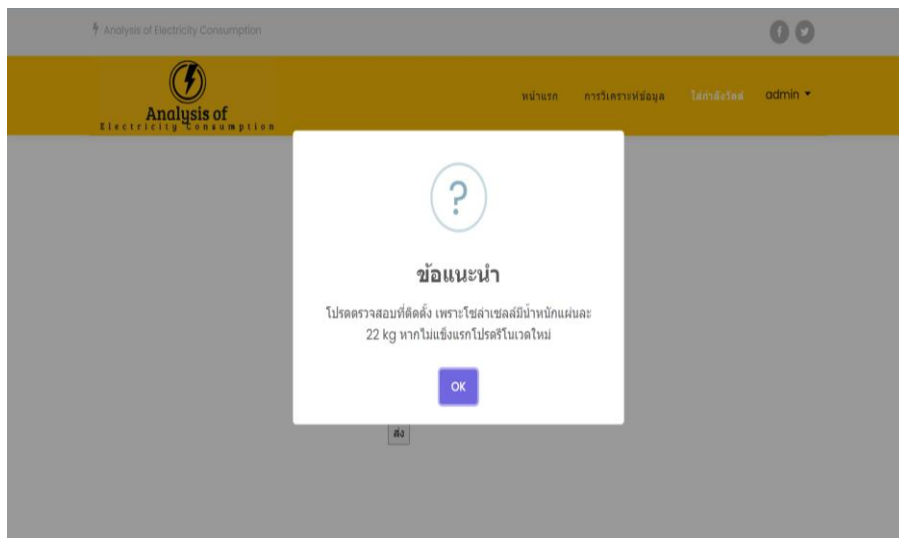 Analysis of Electricity Consumption
Analysis of
Electricity Consumption
หน้าแรก การวิเคราะห์ข้อมูล ใส่กำลังวัตต์ admin
?
ข้อแนะนำ
โปรดตรวจสอบที่ติดตั้ง เพราะโซล่าเซลล์มีน้ำหนักแผ่นละ
22 kg หากไม่แข็งแรกโปรดรีโนเวดใหม่
OK
ส่ง